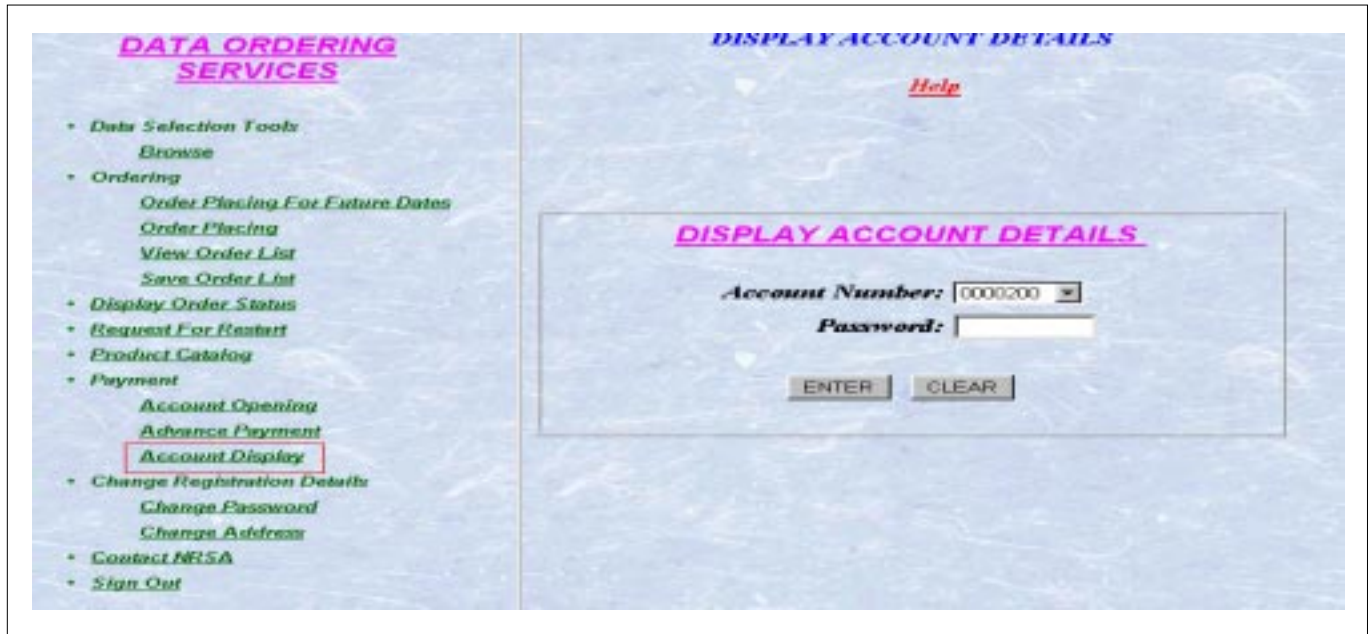 DATA ORDERING
SERVICES
• Data Selection Tools
Browse
• Ordering
Order Placing For Future Dates
Order Placing
View Order List
Save Order List
• Display Order Status
• Request For Restart
• Product Catalog
• Payment
Account Opening
Advance Payment
Account Display
• Change Registration Details
Change Password
Change Address
• Contact NRSA
• Sign Out
DISPLAY ACCOUNT DETAILS
Help
DISPLAY ACCOUNT DETAILS
Account Number: 0000200
Password:
ENTER CLEAR